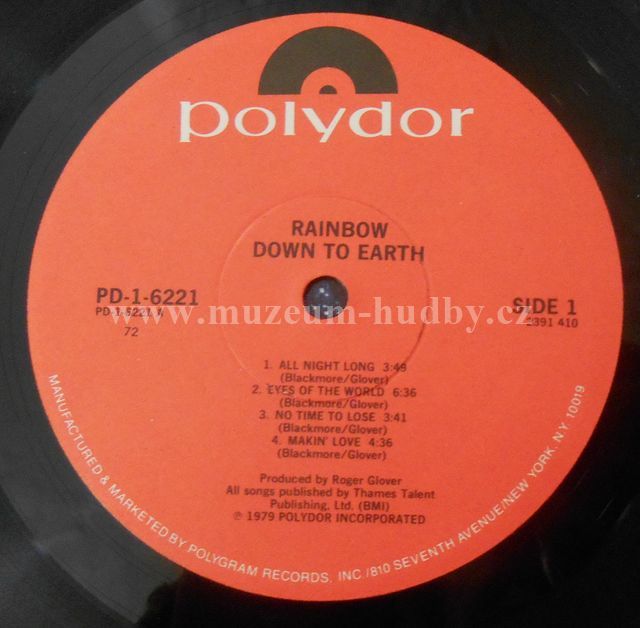 polydor
RAINBOW
DOWN TO EARTH
PD-1-6221
PD-1-6221 A
72
SIDE 1
2391 410
www.muzeum-hudby.cz
1. ALL NIGHT LONG 3:49
(Blackmore/Glover)
2. EYES OF THE WORLD 6:36
(Blackmore/Glover)
3. NO TIME TO LOSE 3:41
(Blackmore/Glover)
4. MAKIN' LOVE 4:36
(Blackmore/Glover)
Produced by Roger Glover
All songs published by Thames Talent
Publishing, Ltd. (BMI)
℗ 1979 POLYDOR INCORPORATED
MANUFACTURED & MARKETED BY POLYGRAM RECORDS, INC./810 SEVENTH AVENUE/NEW YORK, N.Y. 10019